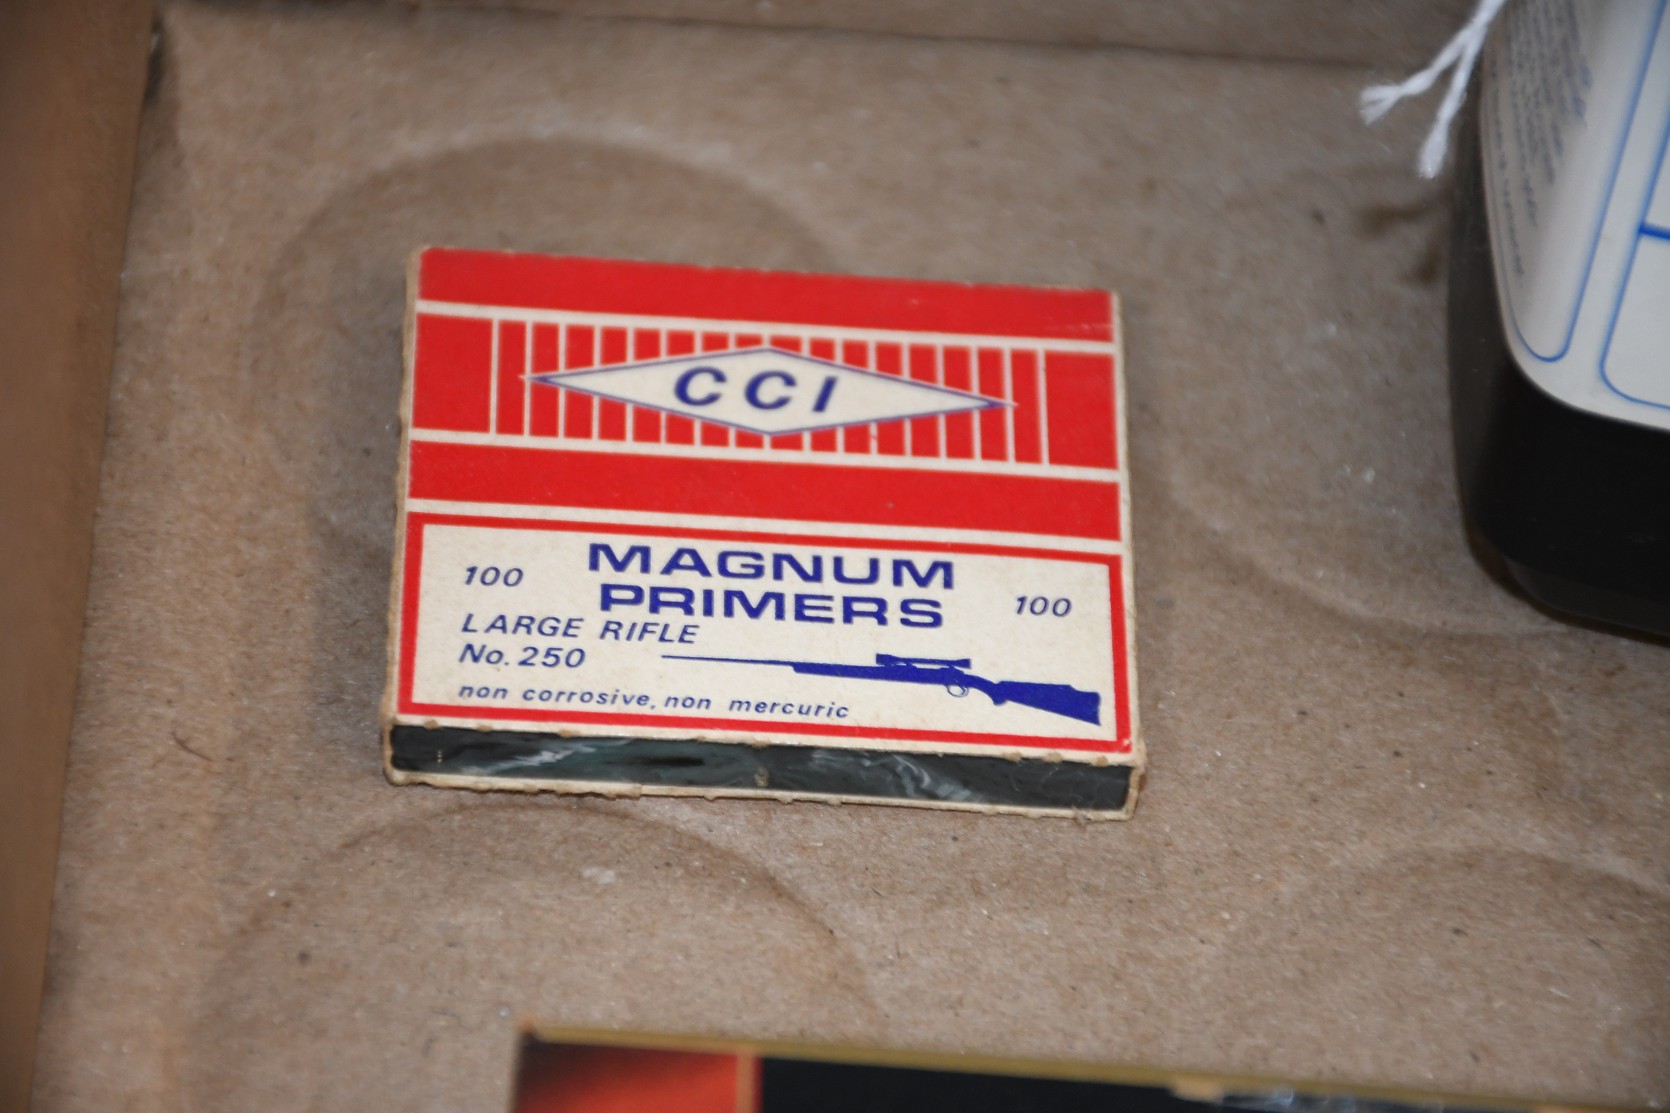 CCI
MAGNUM
PRIMERS
100
100
LARGE RIFLE
No. 250
non corrosive, non mercuric